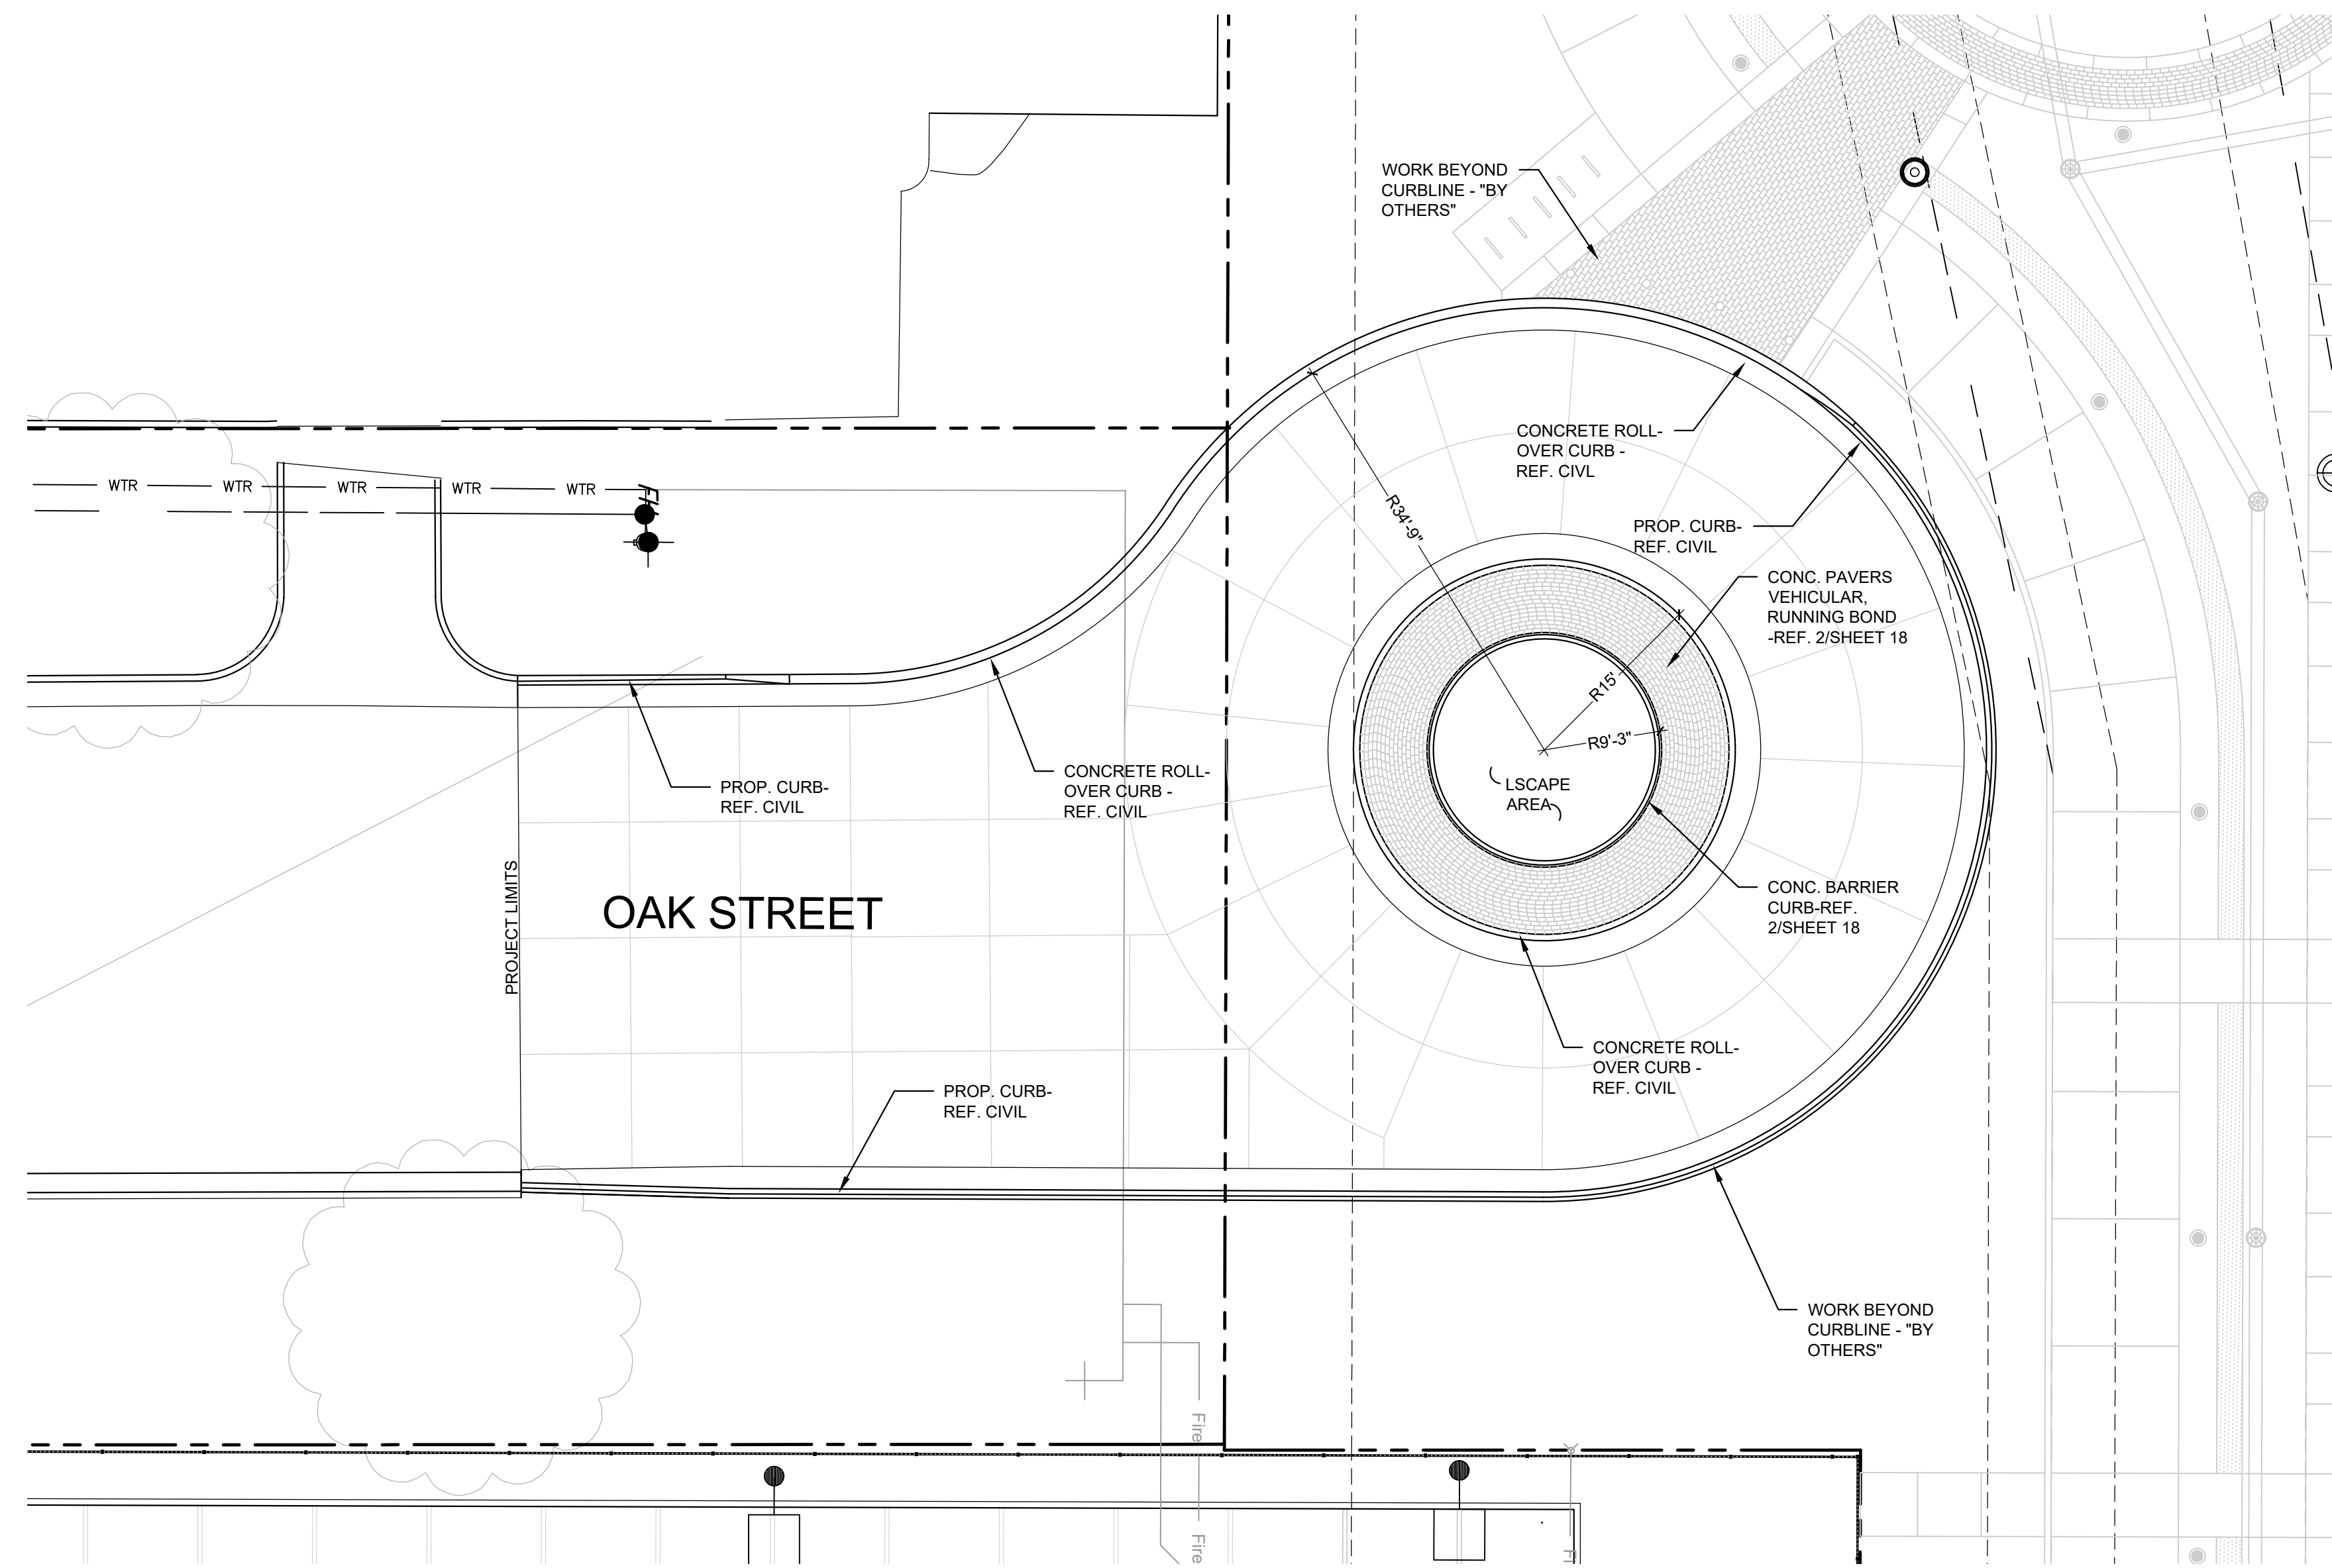 WORK BEYOND
CURBLINE - "BY
OTHERS"
CONCRETE ROLL-
OVER CURB -
REF. CIVL
WTR WTR WTR WTR WTR
FH
R34'-9"
PROP. CURB-
REF. CIVIL
CONC. PAVERS
VEHICULAR,
RUNNING BOND
-REF. 2/SHEET 18
R15'
R9'-3"
LSCAPE
AREA
CONCRETE ROLL-
OVER CURB -
REF. CIVIL
PROP. CURB-
REF. CIVIL
PROJECT LIMITS
OAK STREET
CONC. BARRIER
CURB-REF.
2/SHEET 18
CONCRETE ROLL-
OVER CURB -
REF. CIVIL
PROP. CURB-
REF. CIVIL
WORK BEYOND
CURBLINE - "BY
OTHERS"
Fire
Fire